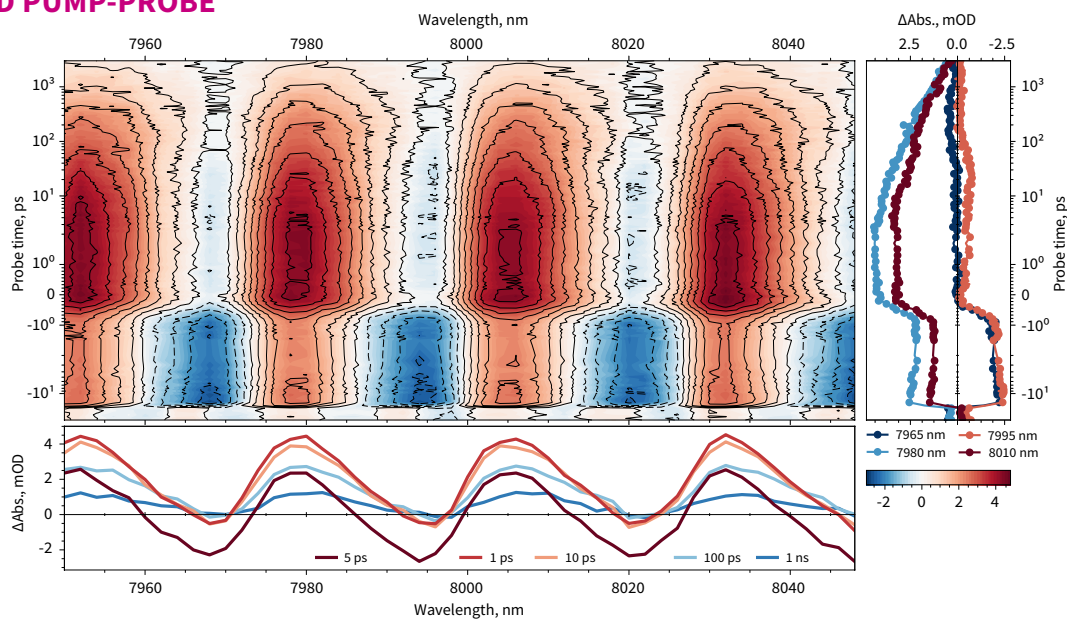 D PUMP-PROBE
Wavelength, nm
7960 7980 8000 8020 8040
ΔAbs., mOD
2.5 0.0 -2.5
Probe time, ps
10³
10²
10¹
10⁰
0
-10⁰
-10¹
10³
10²
10¹
10⁰
0
-10⁰
-10¹
Probe time, ps
7965 nm 7995 nm
7980 nm 8010 nm
-2 0 2 4
ΔAbs., mOD
4
2
0
-2
5 ps 1 ps 10 ps 100 ps 1 ns
7960 7980 8000 8020 8040
Wavelength, nm